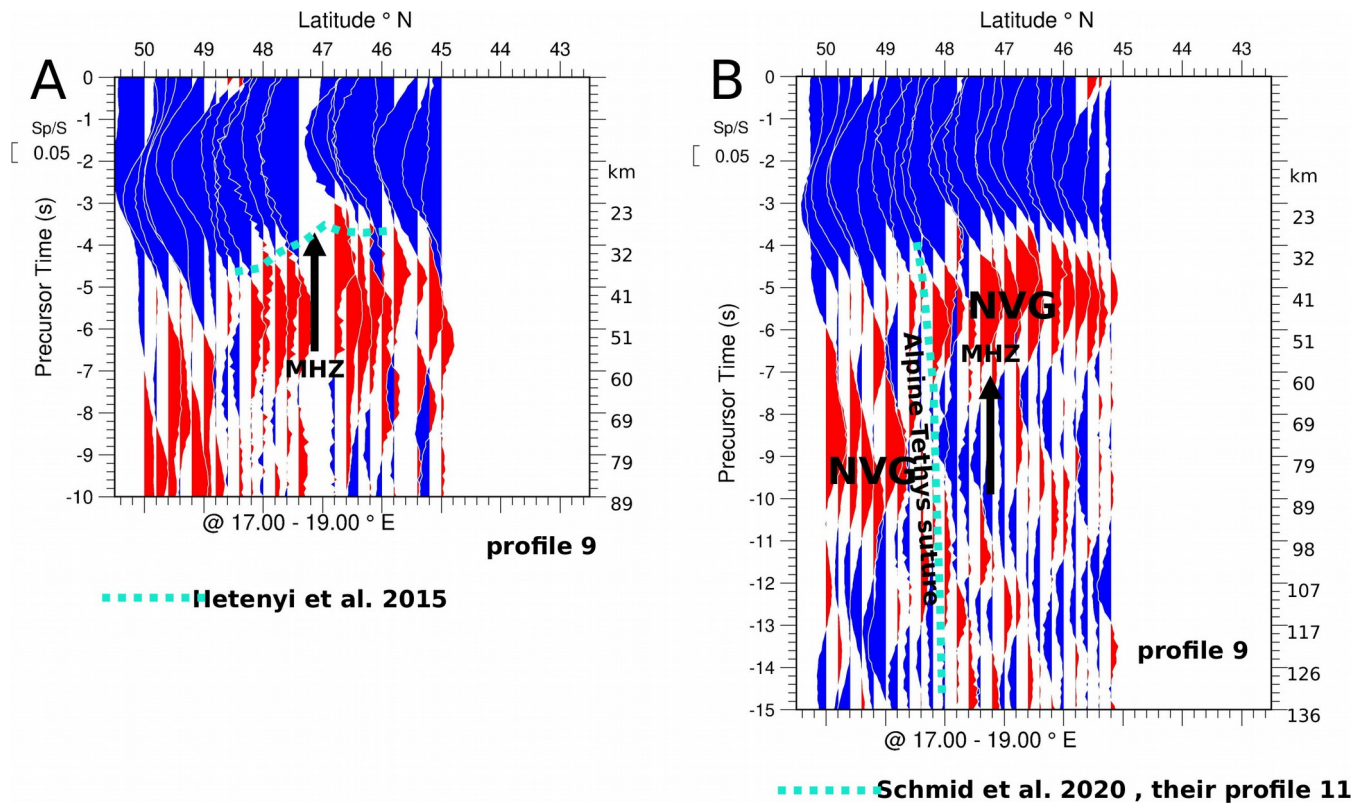 A
Latitude ° N
50 49 48 47 46 45 44 43
Sp/S
0.05
Precursor Time (s)
0
-1
-2
-3
-4
-5
-6
-7
-8
-9
-10
km
23
32
41
51
60
69
79
89
MHZ
@ 17.00 - 19.00 ° E
profile 9
Hetenyi et al. 2015
B
Latitude ° N
50 49 48 47 46 45 44 43
Sp/S
0.05
Precursor Time (s)
0
-1
-2
-3
-4
-5
-6
-7
-8
-9
-10
-11
-12
-13
-14
-15
km
23
32
41
51
60
69
79
89
98
107
117
126
136
NVG
MHZ
NVG
Alpine Tethys suture
profile 9
@ 17.00 - 19.00 ° E
Schmid et al. 2020 , their profile 11